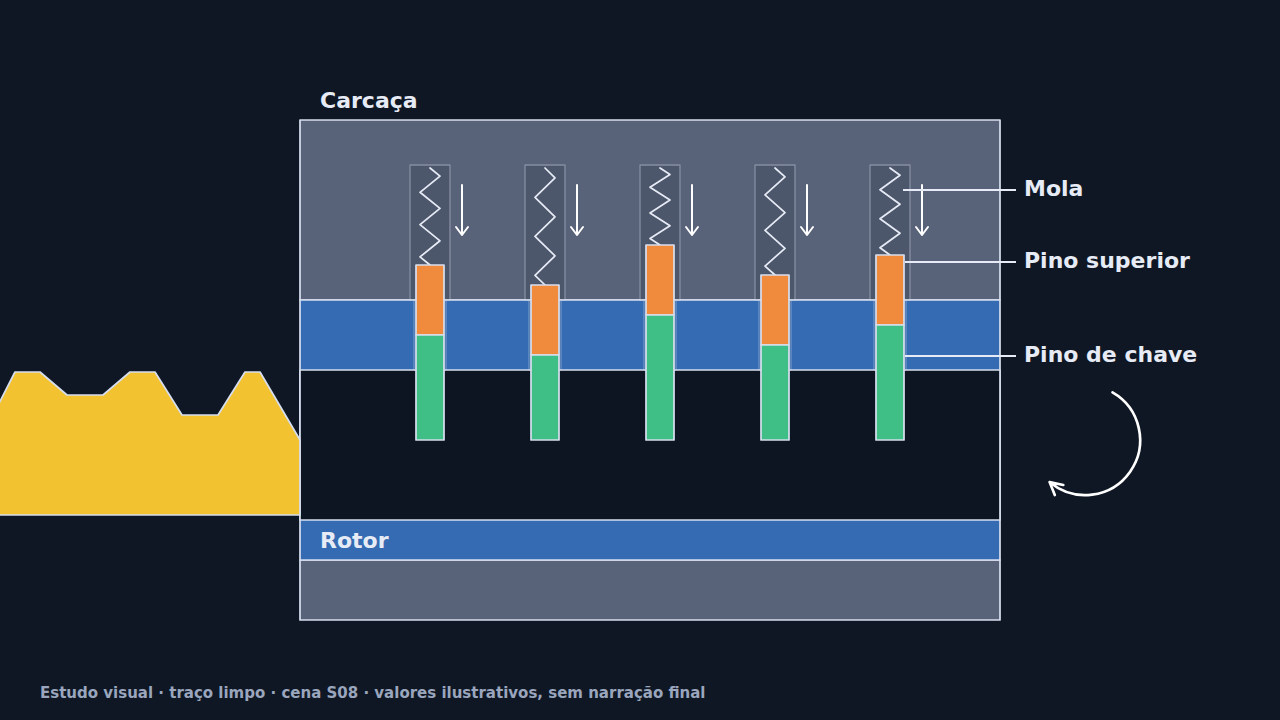 Carcaça
Mola
Pino superior
Pino de chave
Rotor
Estudo visual · traço limpo · cena S08 · valores ilustrativos, sem narração final